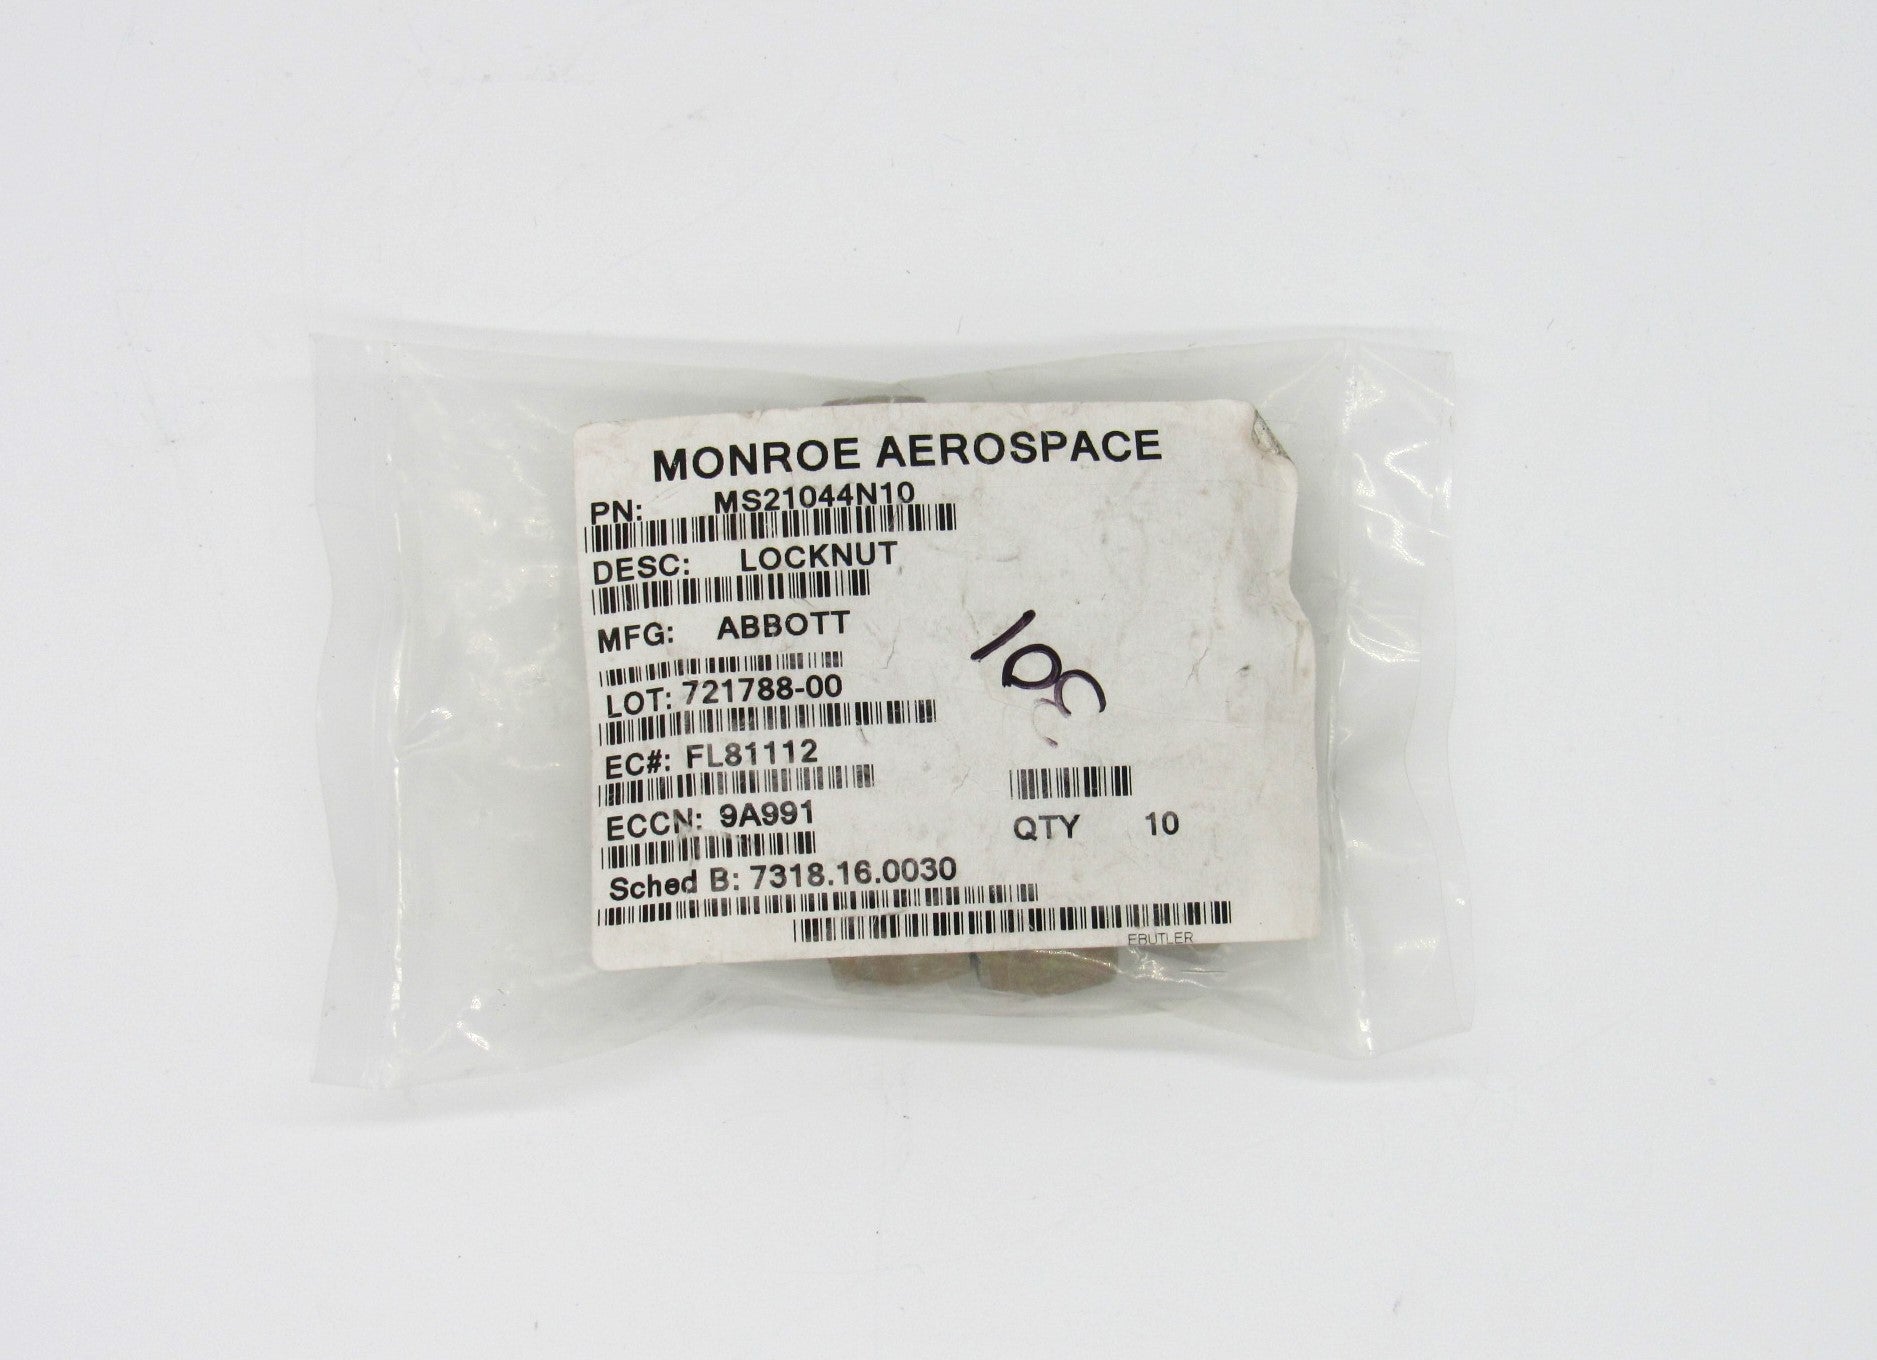 MONROE AEROSPACE
PN: MS21044N10
DESC: LOCKNUT
MFG: ABBOTT
LOT: 721788-00
EC#: FL81112
ECCN: 9A991
QTY 10
Sched B: 7318.16.0030
EBUTLER